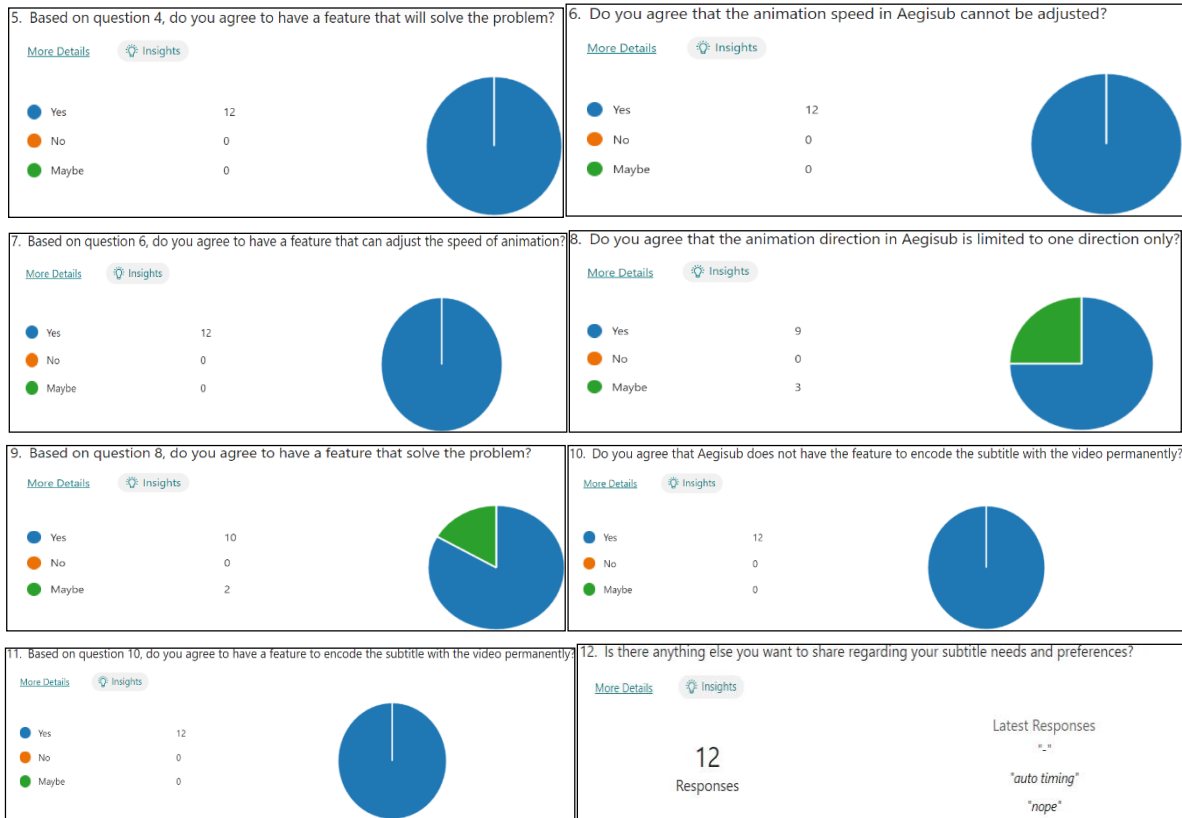 5. Based on question 4, do you agree to have a feature that will solve the problem?
More Details Insights
Yes 12
No 0
Maybe 0
6. Do you agree that the animation speed in Aegisub cannot be adjusted?
More Details Insights
Yes 12
No 0
Maybe 0
7. Based on question 6, do you agree to have a feature that can adjust the speed of animation?
More Details Insights
Yes 12
No 0
Maybe 0
8. Do you agree that the animation direction in Aegisub is limited to one direction only?
More Details Insights
Yes 9
No 0
Maybe 3
9. Based on question 8, do you agree to have a feature that solve the problem?
More Details Insights
Yes 10
No 0
Maybe 2
10. Do you agree that Aegisub does not have the feature to encode the subtitle with the video permanently?
More Details Insights
Yes 12
No 0
Maybe 0
11. Based on question 10, do you agree to have a feature to encode the subtitle with the video permanently?
More Details Insights
Yes 12
No 0
Maybe 0
12. Is there anything else you want to share regarding your subtitle needs and preferences?
More Details Insights
12
Responses
Latest Responses
"-"
"auto timing"
"nope"